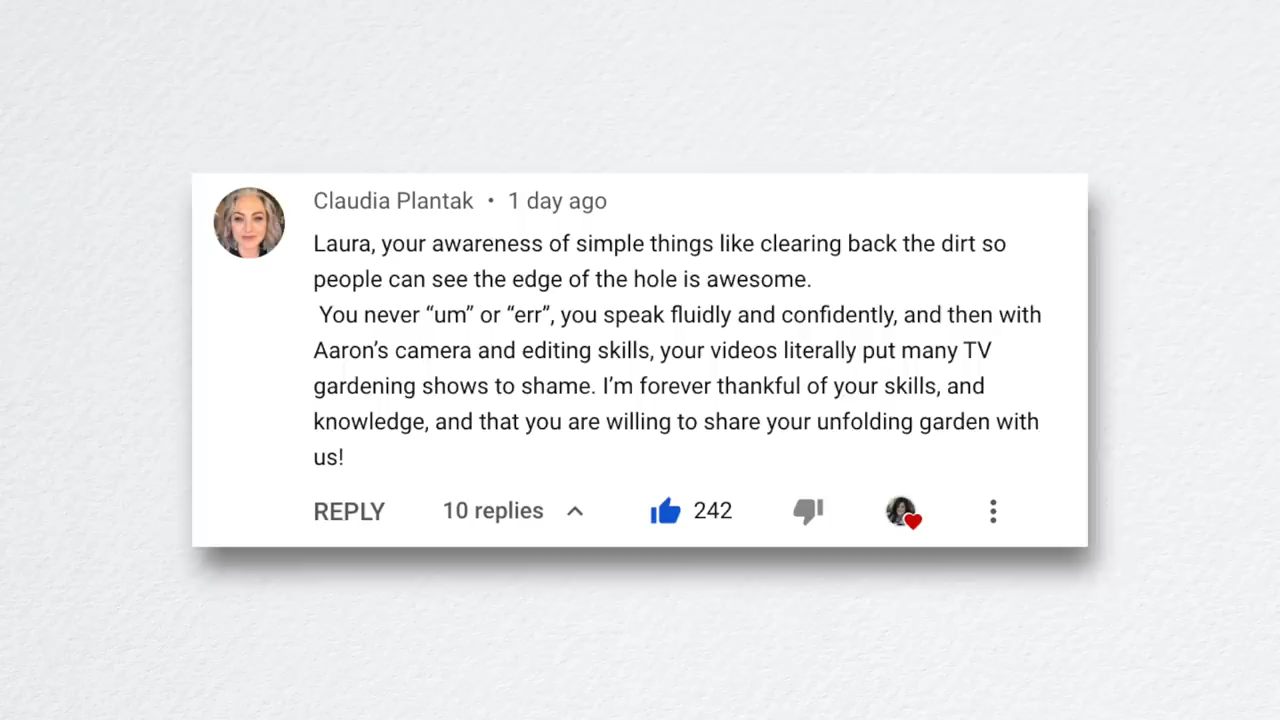 Claudia Plantak • 1 day ago
Laura, your awareness of simple things like clearing back the dirt so
people can see the edge of the hole is awesome.
You never “um” or “err”, you speak fluidly and confidently, and then with
Aaron’s camera and editing skills, your videos literally put many TV
gardening shows to shame. I’m forever thankful of your skills, and
knowledge, and that you are willing to share your unfolding garden with
us!
REPLY 10 replies 242